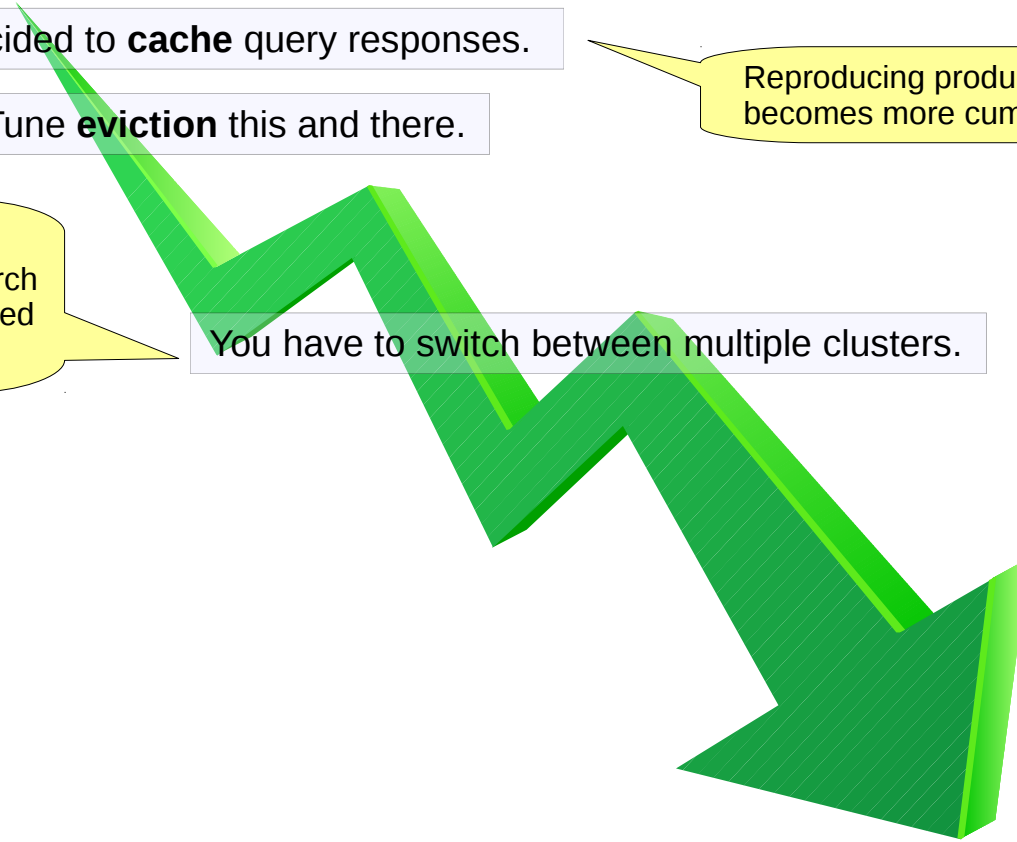 cided to cache query responses.
Reproducing produ
becomes more cum
Tune eviction this and there.
rch
ed
You have to switch between multiple clusters.